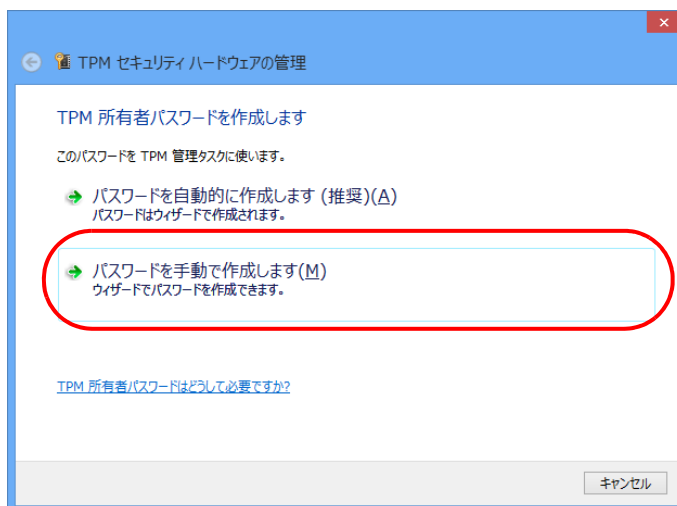 TPM セキュリティ ハードウェアの管理
TPM 所有者パスワードを作成します
このパスワードを TPM 管理タスクに使います。
パスワードを自動的に作成します (推奨)(A)
パスワードはウィザードで作成されます。
パスワードを手動で作成します(M)
ウィザードでパスワードを作成できます。
TPM 所有者パスワードはどうして必要ですか?
キャンセル